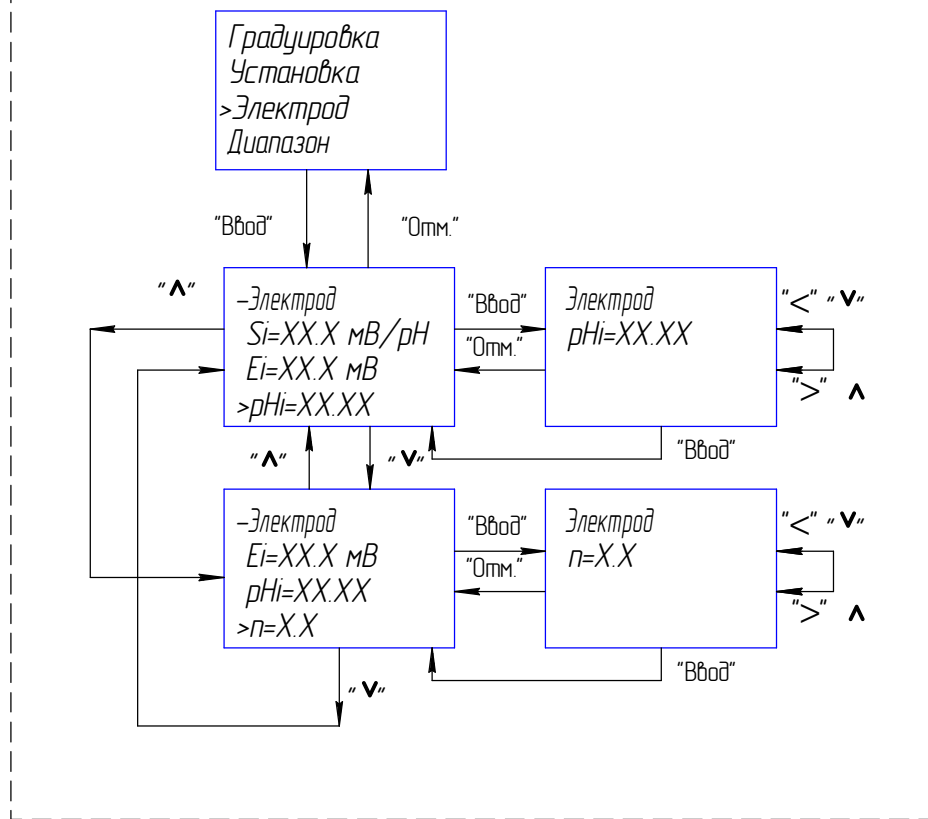 Градуировка
Установка
>Электрод
Диапазон
"Ввод"
"Отм."
"∧"
-Электрод
Si=XX.X мВ/pH
Ei=XX.X мВ
>pHi=XX.XX
"Ввод"
"Отм."
Электрод
pHi=XX.XX
"<" "∨"
">" ∧
"Ввод"
"∧"
"∨"
-Электрод
Ei=XX.X мВ
pHi=XX.XX
>n=X.X
"Ввод"
"Отм."
Электрод
n=X.X
"<" "∨"
">" ∧
"Ввод"
"∨"